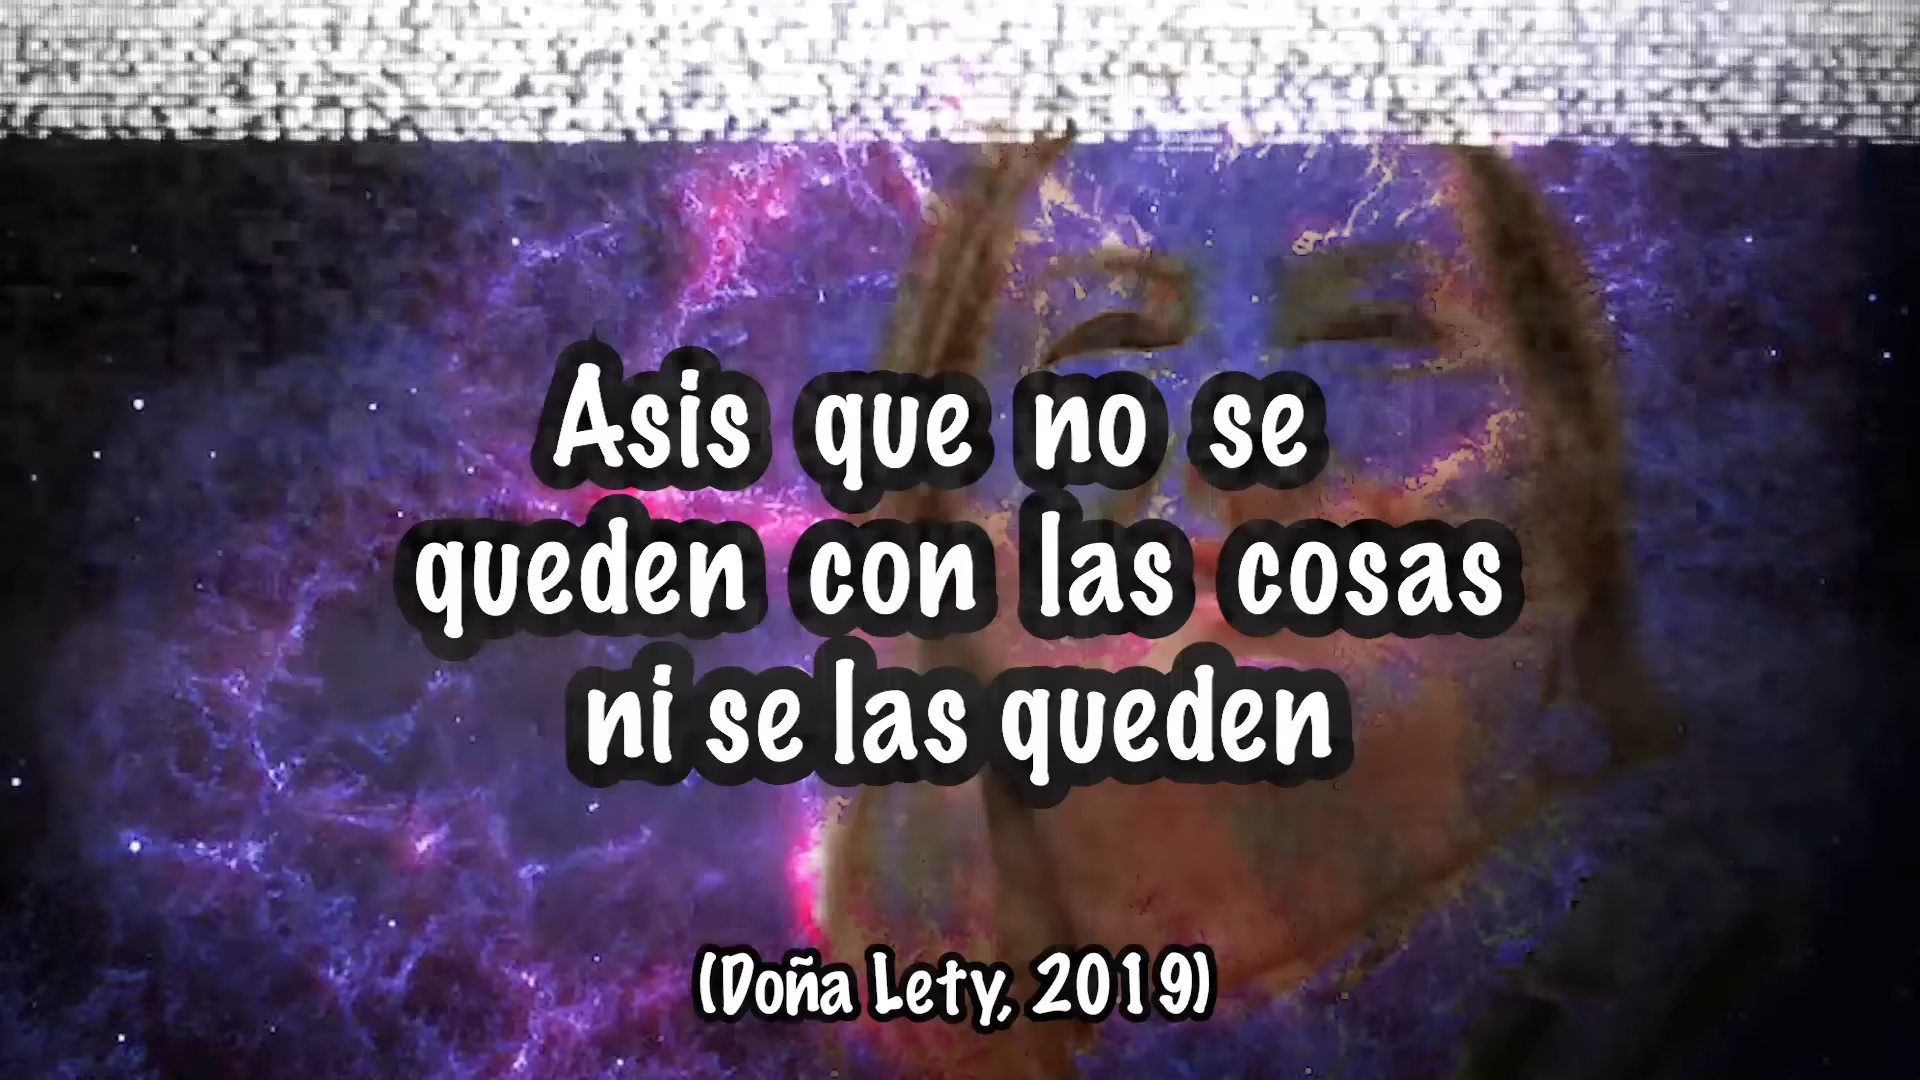 Asis que no se
queden con las cosas
ni se las queden
(Doña Lety, 2019)